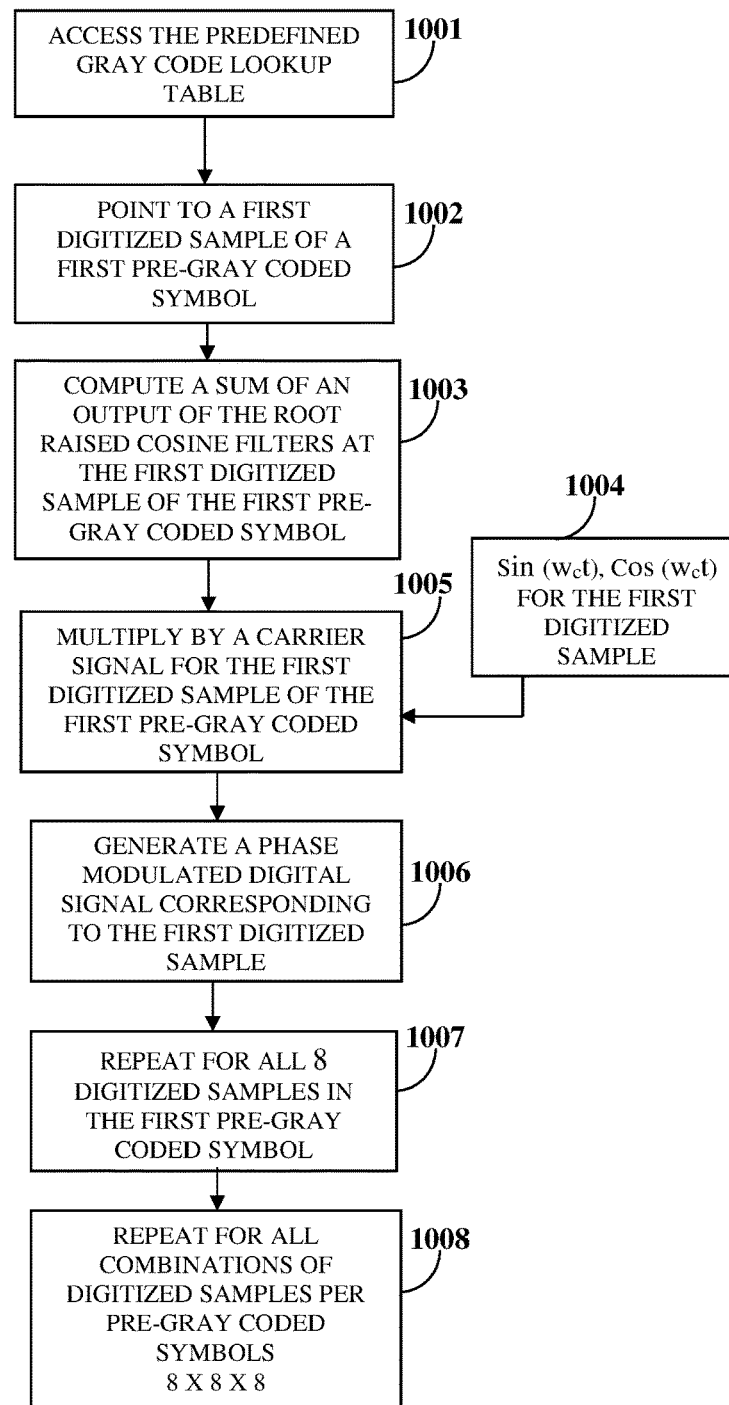 ACCESS THE PREDEFINED
GRAY CODE LOOKUP
TABLE
1001
POINT TO A FIRST
DIGITIZED SAMPLE OF A
FIRST PRE-GRAY CODED
SYMBOL
1002
COMPUTE A SUM OF AN
OUTPUT OF THE ROOT
RAISED COSINE FILTERS AT
THE FIRST DIGITIZED
SAMPLE OF THE FIRST PRE-
GRAY CODED SYMBOL
1003
1004
Sin (wct), Cos (wct)
FOR THE FIRST
DIGITIZED
SAMPLE
1005
MULTIPLY BY A CARRIER
SIGNAL FOR THE FIRST
DIGITIZED SAMPLE OF THE
FIRST PRE-GRAY CODED
SYMBOL
GENERATE A PHASE
MODULATED DIGITAL
SIGNAL CORRESPONDING
TO THE FIRST DIGITIZED
SAMPLE
1006
REPEAT FOR ALL 8
DIGITIZED SAMPLES IN
THE FIRST PRE-GRAY
CODED SYMBOL
1007
REPEAT FOR ALL
COMBINATIONS OF
DIGITIZED SAMPLES PER
PRE-GRAY CODED
SYMBOLS
8 X 8 X 8
1008